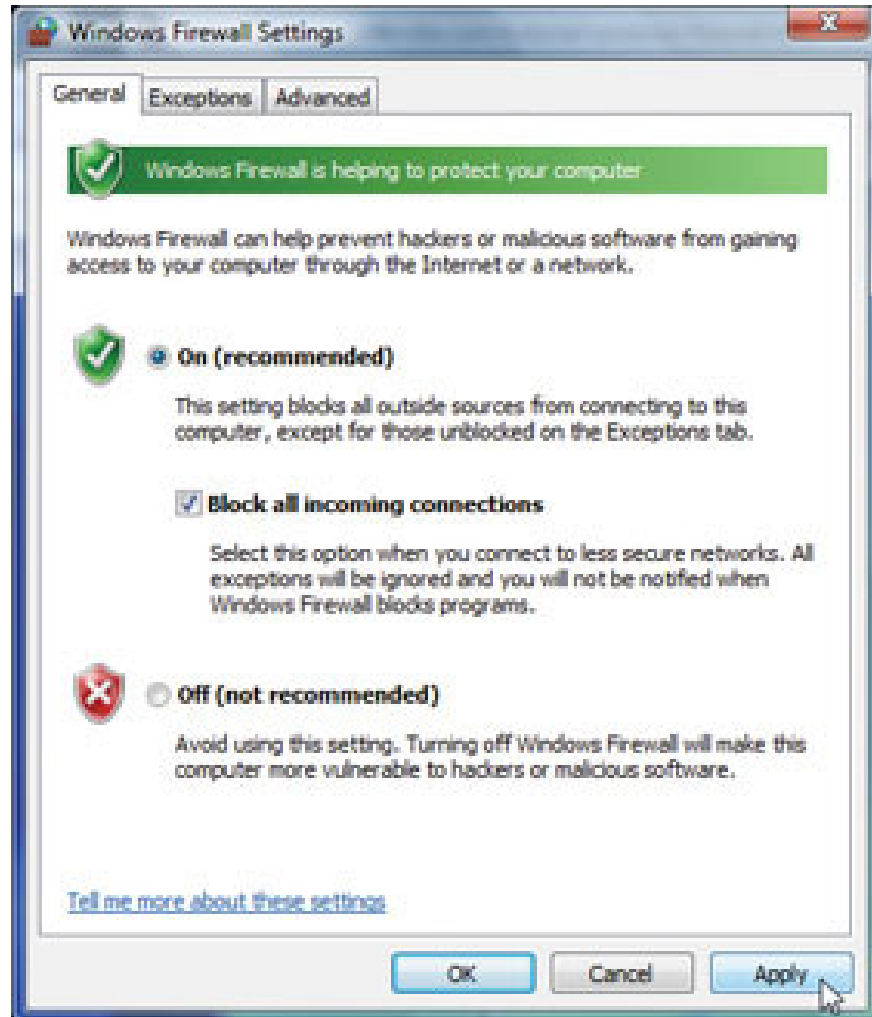 Windows Firewall Settings
General Exceptions Advanced
Windows Firewall is helping to protect your computer
Windows Firewall can help prevent hackers or malicious software from gaining
access to your computer through the Internet or a network.
On (recommended)
This setting blocks all outside sources from connecting to this
computer, except for those unblocked on the Exceptions tab.
Block all incoming connections
Select this option when you connect to less secure networks. All
exceptions will be ignored and you will not be notified when
Windows Firewall blocks programs.
Off (not recommended)
Avoid using this setting. Turning off Windows Firewall will make this
computer more vulnerable to hackers or malicious software.
Tell me more about these settings
OK Cancel Apply